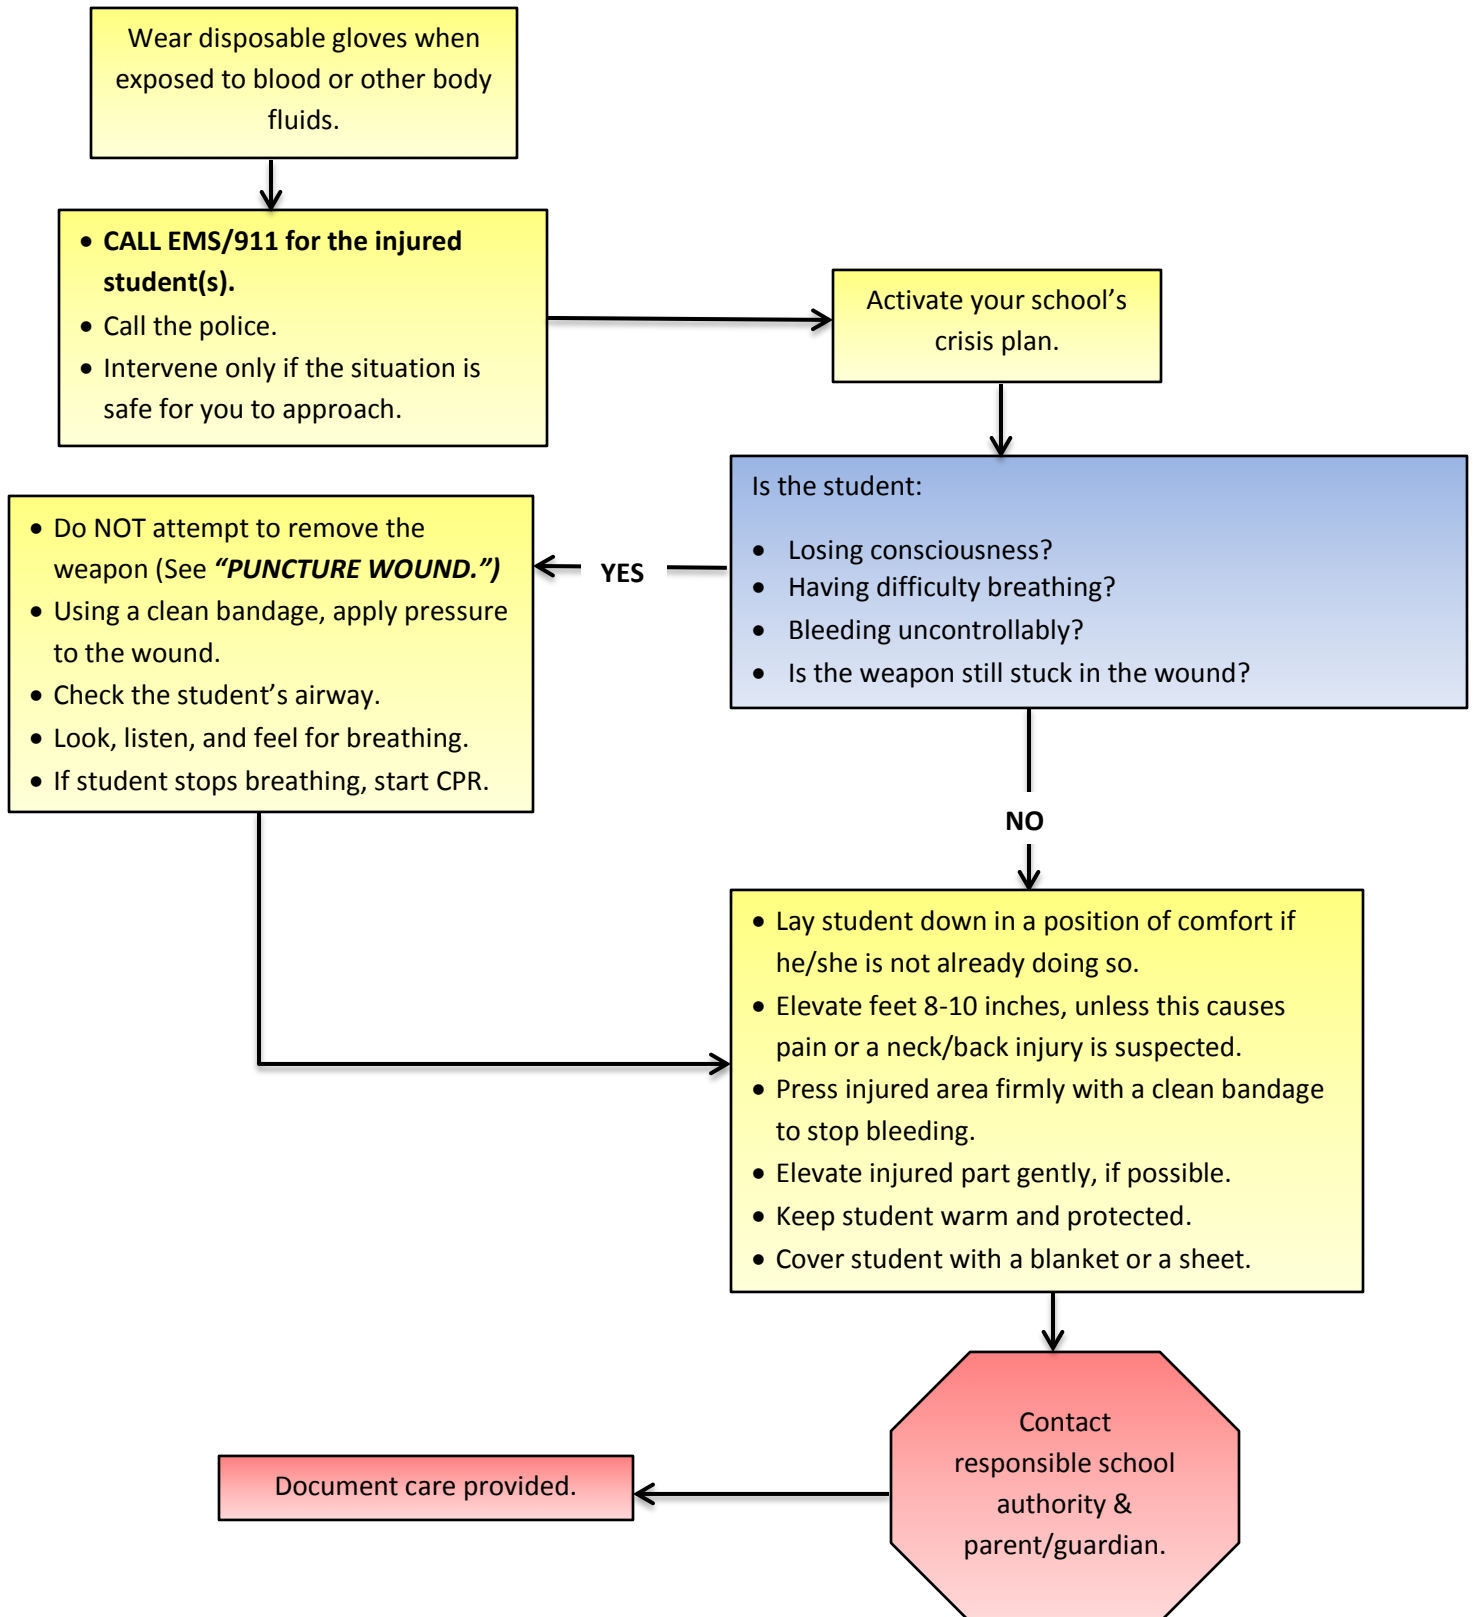 Wear disposable gloves when
exposed to blood or other body
fluids.
• CALL EMS/911 for the injured
student(s).
• Call the police.
• Intervene only if the situation is
safe for you to approach.
Activate your school’s
crisis plan.
Is the student:
• Losing consciousness?
• Having difficulty breathing?
• Bleeding uncontrollably?
• Is the weapon still stuck in the wound?
YES
• Do NOT attempt to remove the
weapon (See “PUNCTURE WOUND.”)
• Using a clean bandage, apply pressure
to the wound.
• Check the student’s airway.
• Look, listen, and feel for breathing.
• If student stops breathing, start CPR.
NO
• Lay student down in a position of comfort if
he/she is not already doing so.
• Elevate feet 8-10 inches, unless this causes
pain or a neck/back injury is suspected.
• Press injured area firmly with a clean bandage
to stop bleeding.
• Elevate injured part gently, if possible.
• Keep student warm and protected.
• Cover student with a blanket or a sheet.
Contact
responsible school
authority &
parent/guardian.
Document care provided.